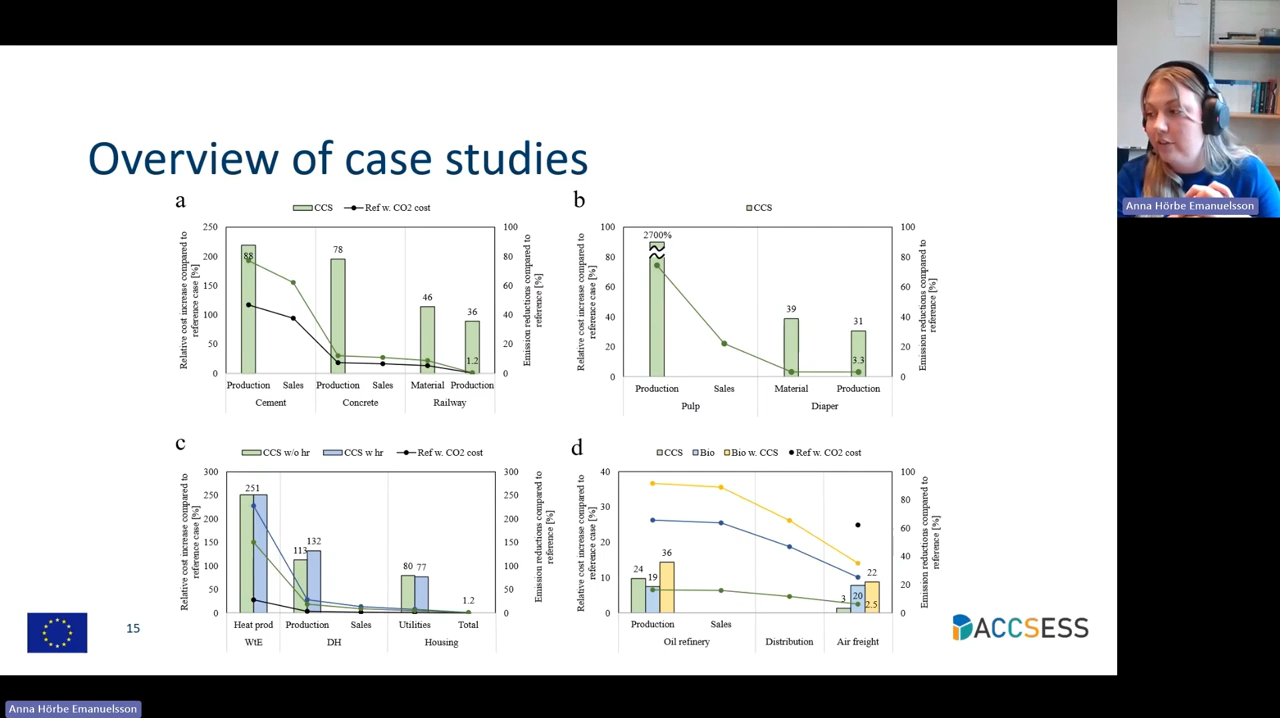 Overview of case studies
a
CCS Ref w. CO2 cost
Relative cost increase compared to reference case [%]
250
200
150
100
50
0
88
78
46
36
1.2
100
80
60
40
20
0
Emission reductions compared to reference [%]
Production Sales Production Sales Material Production
Cement Concrete Railway
b
CCS
Relative cost increase compared to reference case [%]
100
80
60
40
20
0
2700%
39
31
3.3
100
80
60
40
20
0
Emission reductions compared to reference [%]
Production Sales Material Production
Pulp Diaper
c
CCS w/o hr CCS w hr Ref w. CO2 cost
Relative cost increase compared to reference case [%]
300
250
200
150
100
50
0
251
113
132
80 77
1.2
300
250
200
150
100
50
0
Emission reductions compared to reference [%]
Heat prod Production Sales Utilities Total
WtE DH Housing
d
CCS Bio Bio w. CCS Ref w. CO2 cost
Relative cost increase compared to reference case [%]
40
30
20
10
0
24
19
36
3
20
22
2.5
100
80
60
40
20
0
Emission reductions compared to reference [%]
Production Sales
Oil refinery Distribution Air freight
15
ACCSESS
Anna Hörbe Emanuelsson
Anna Hörbe Emanuelsson